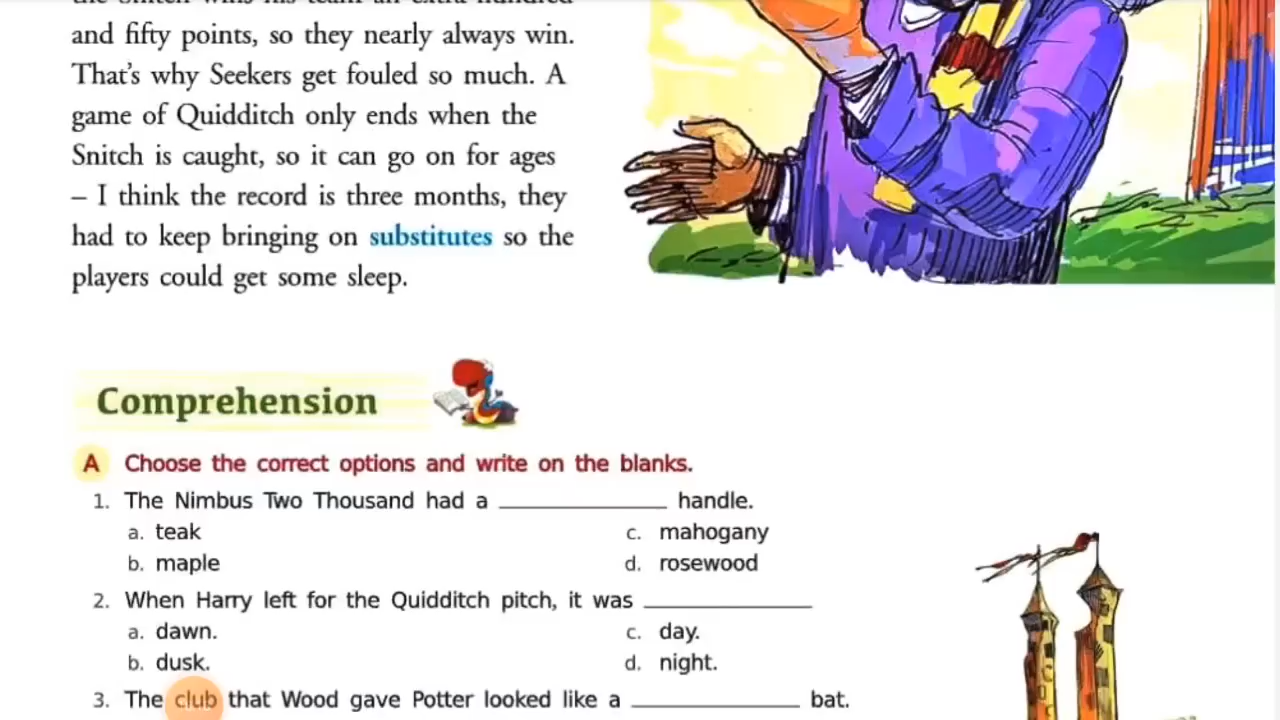 and fifty points, so they nearly always win.
That's why Seekers get fouled so much. A
game of Quidditch only ends when the
Snitch is caught, so it can go on for ages
– I think the record is three months, they
had to keep bringing on substitutes so the
players could get some sleep.
Comprehension
A Choose the correct options and write on the blanks.
1. The Nimbus Two Thousand had a ____________ handle.
a. teak c. mahogany
b. maple d. rosewood
2. When Harry left for the Quidditch pitch, it was ____________
a. dawn. c. day.
b. dusk. d. night.
3. The club that Wood gave Potter looked like a ____________ bat.